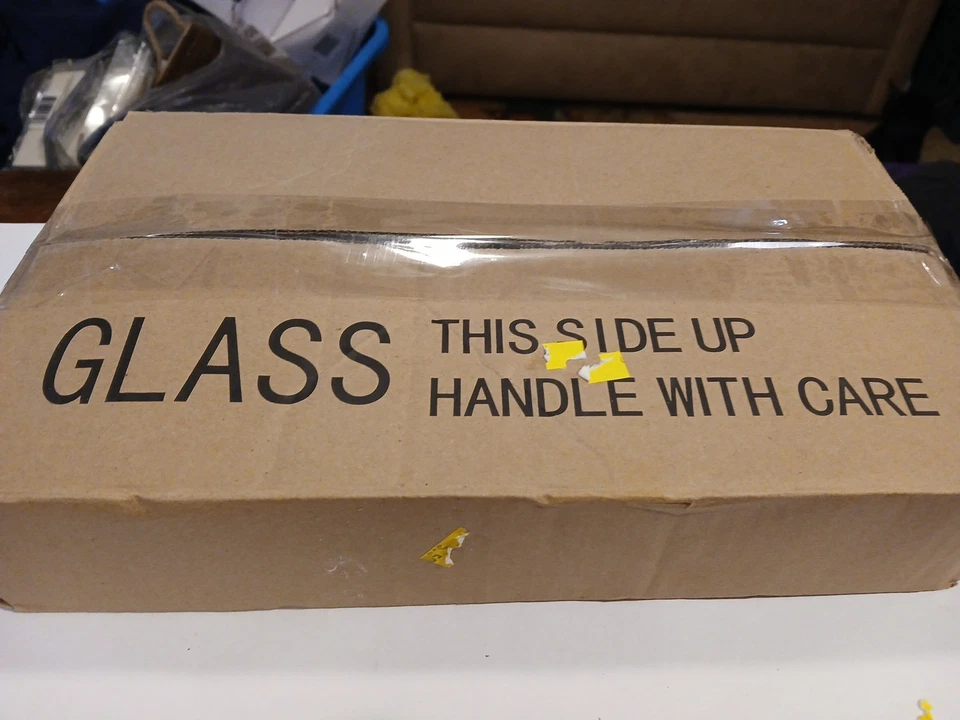 GLASS
THIS SIDE UP
HANDLE WITH CARE